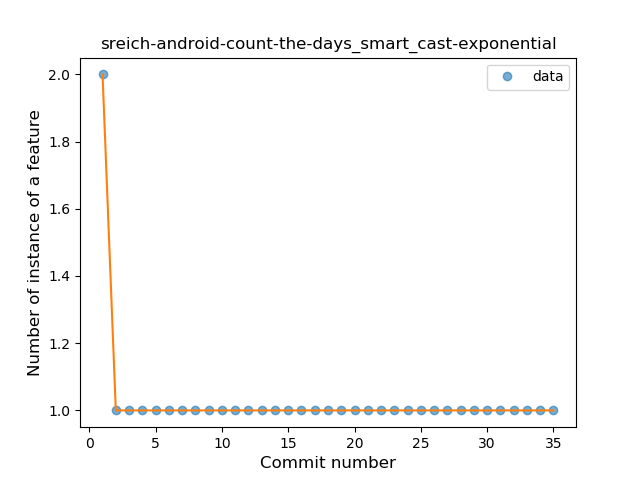 sreich-android-count-the-days_smart_cast-exponential
data
Number of instance of a feature
2.0
1.8
1.6
1.4
1.2
1.0
0 5 10 15 20 25 30 35
Commit number